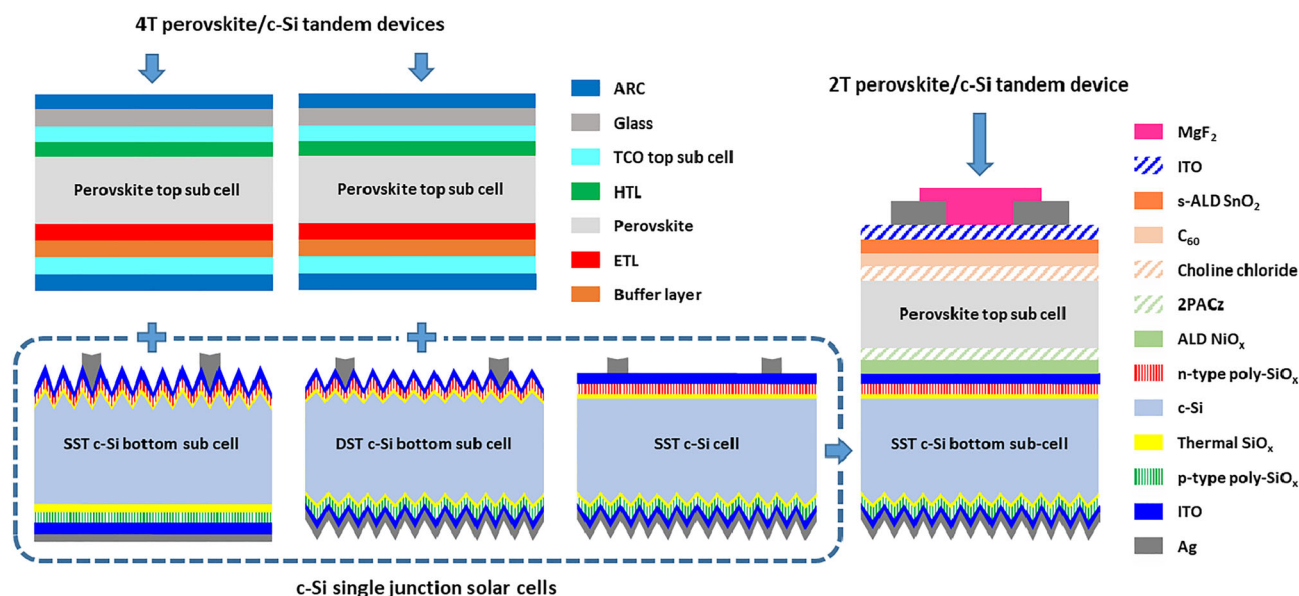 4T perovskite/c-Si tandem devices
Perovskite top sub cell
Perovskite top sub cell
ARC
Glass
TCO top sub cell
HTL
Perovskite
ETL
Buffer layer
2T perovskite/c-Si tandem device
Perovskite top sub cell
SST c-Si bottom sub-cell
MgF₂
ITO
s-ALD SnO₂
C₆₀
Choline chloride
2PACz
ALD NiOₓ
n-type poly-SiOₓ
c-Si
Thermal SiOₓ
p-type poly-SiOₓ
ITO
Ag
SST c-Si bottom sub cell
DST c-Si bottom sub cell
SST c-Si cell
c-Si single junction solar cells